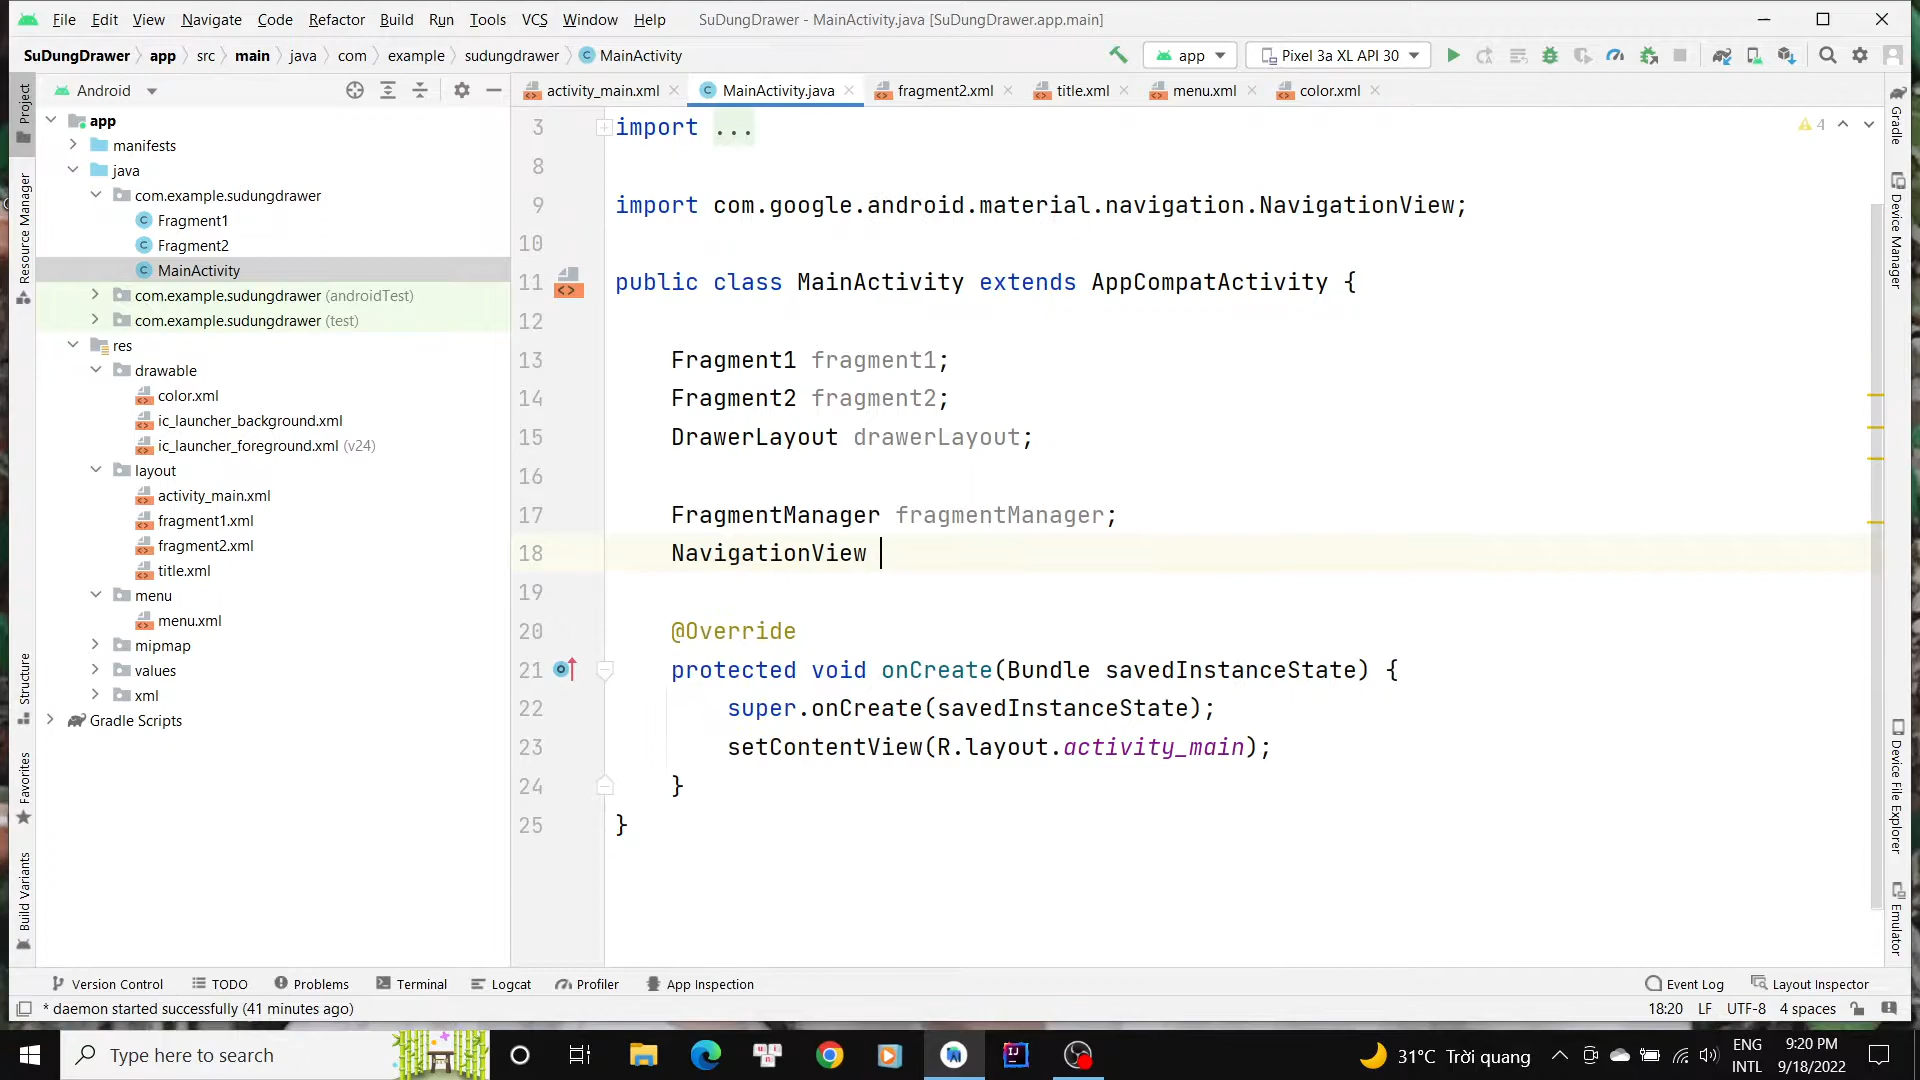 File Edit View Navigate Code Refactor Build Run Tools VCS Window Help SuDungDrawer - MainActivity.java [SuDungDrawer.app.main]
SuDungDrawer app src main java com example sudungdrawer MainActivity app Pixel 3a XL API 30
Project
Resource Manager
Structure
Favorites
Build Variants
Android
app
manifests
java
com.example.sudungdrawer
Fragment1
Fragment2
MainActivity
com.example.sudungdrawer (androidTest)
com.example.sudungdrawer (test)
res
drawable
color.xml
ic_launcher_background.xml
ic_launcher_foreground.xml (v24)
layout
activity_main.xml
fragment1.xml
fragment2.xml
title.xml
menu
menu.xml
mipmap
values
xml
Gradle Scripts
activity_main.xml MainActivity.java fragment2.xml title.xml menu.xml color.xml
4
3 import ...
8
9 import com.google.android.material.navigation.NavigationView;
10
11 public class MainActivity extends AppCompatActivity {
12
13 Fragment1 fragment1;
14 Fragment2 fragment2;
15 DrawerLayout drawerLayout;
16
17 FragmentManager fragmentManager;
18 NavigationView
19
20 @Override
21 protected void onCreate(Bundle savedInstanceState) {
22 super.onCreate(savedInstanceState);
23 setContentView(R.layout.activity_main);
24 }
25 }
Gradle
Device Manager
Device File Explorer
Emulator
Version Control TODO Problems Terminal Logcat Profiler App Inspection Event Log Layout Inspector
* daemon started successfully (41 minutes ago) 18:20 LF UTF-8 4 spaces
Type here to search 31°C Trời quang ENG INTL 9:20 PM 9/18/2022